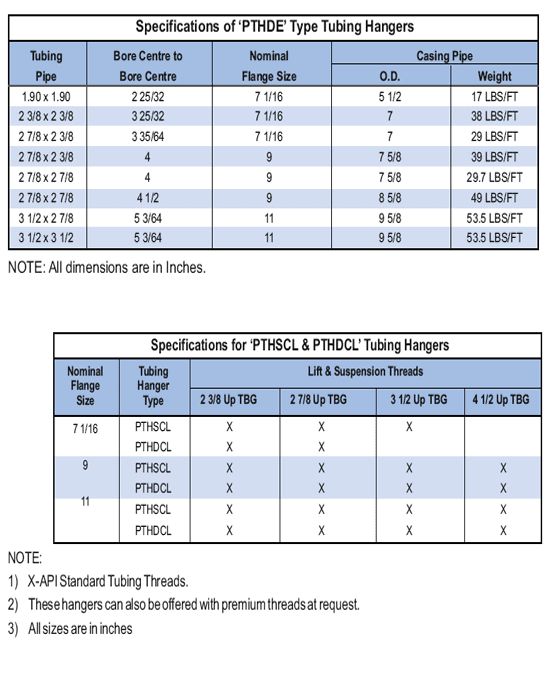 Specifications of ‘PTHDE’ Type Tubing Hangers
Tubing Pipe Bore Centre to Bore Centre Nominal Flange Size Casing Pipe
O.D. Weight
1.90 x 1.90 2 25/32 7 1/16 5 1/2 17 LBS/FT
2 3/8 x 2 3/8 3 25/32 7 1/16 7 38 LBS/FT
2 7/8 x 2 3/8 3 35/64 7 1/16 7 29 LBS/FT
2 7/8 x 2 3/8 4 9 7 5/8 39 LBS/FT
2 7/8 x 2 7/8 4 9 7 5/8 29.7 LBS/FT
2 7/8 x 2 7/8 4 1/2 9 8 5/8 49 LBS/FT
3 1/2 x 2 7/8 5 3/64 11 9 5/8 53.5 LBS/FT
3 1/2 x 3 1/2 5 3/64 11 9 5/8 53.5 LBS/FT
NOTE: All dimensions are in Inches.
Specifications for ‘PTHSCL & PTHDCL’ Tubing Hangers
Nominal Flange Size Tubing Hanger Type Lift & Suspension Threads
2 3/8 Up TBG 2 7/8 Up TBG 3 1/2 Up TBG 4 1/2 Up TBG
7 1/16 PTHSCL X X X
PTHDCL X X
9 PTHSCL X X X X
PTHDCL X X X X
11 PTHSCL X X X X
PTHDCL X X X X
NOTE:
1) X-API Standard Tubing Threads.
2) These hangers can also be offered with premium threads at request.
3) All sizes are in inches